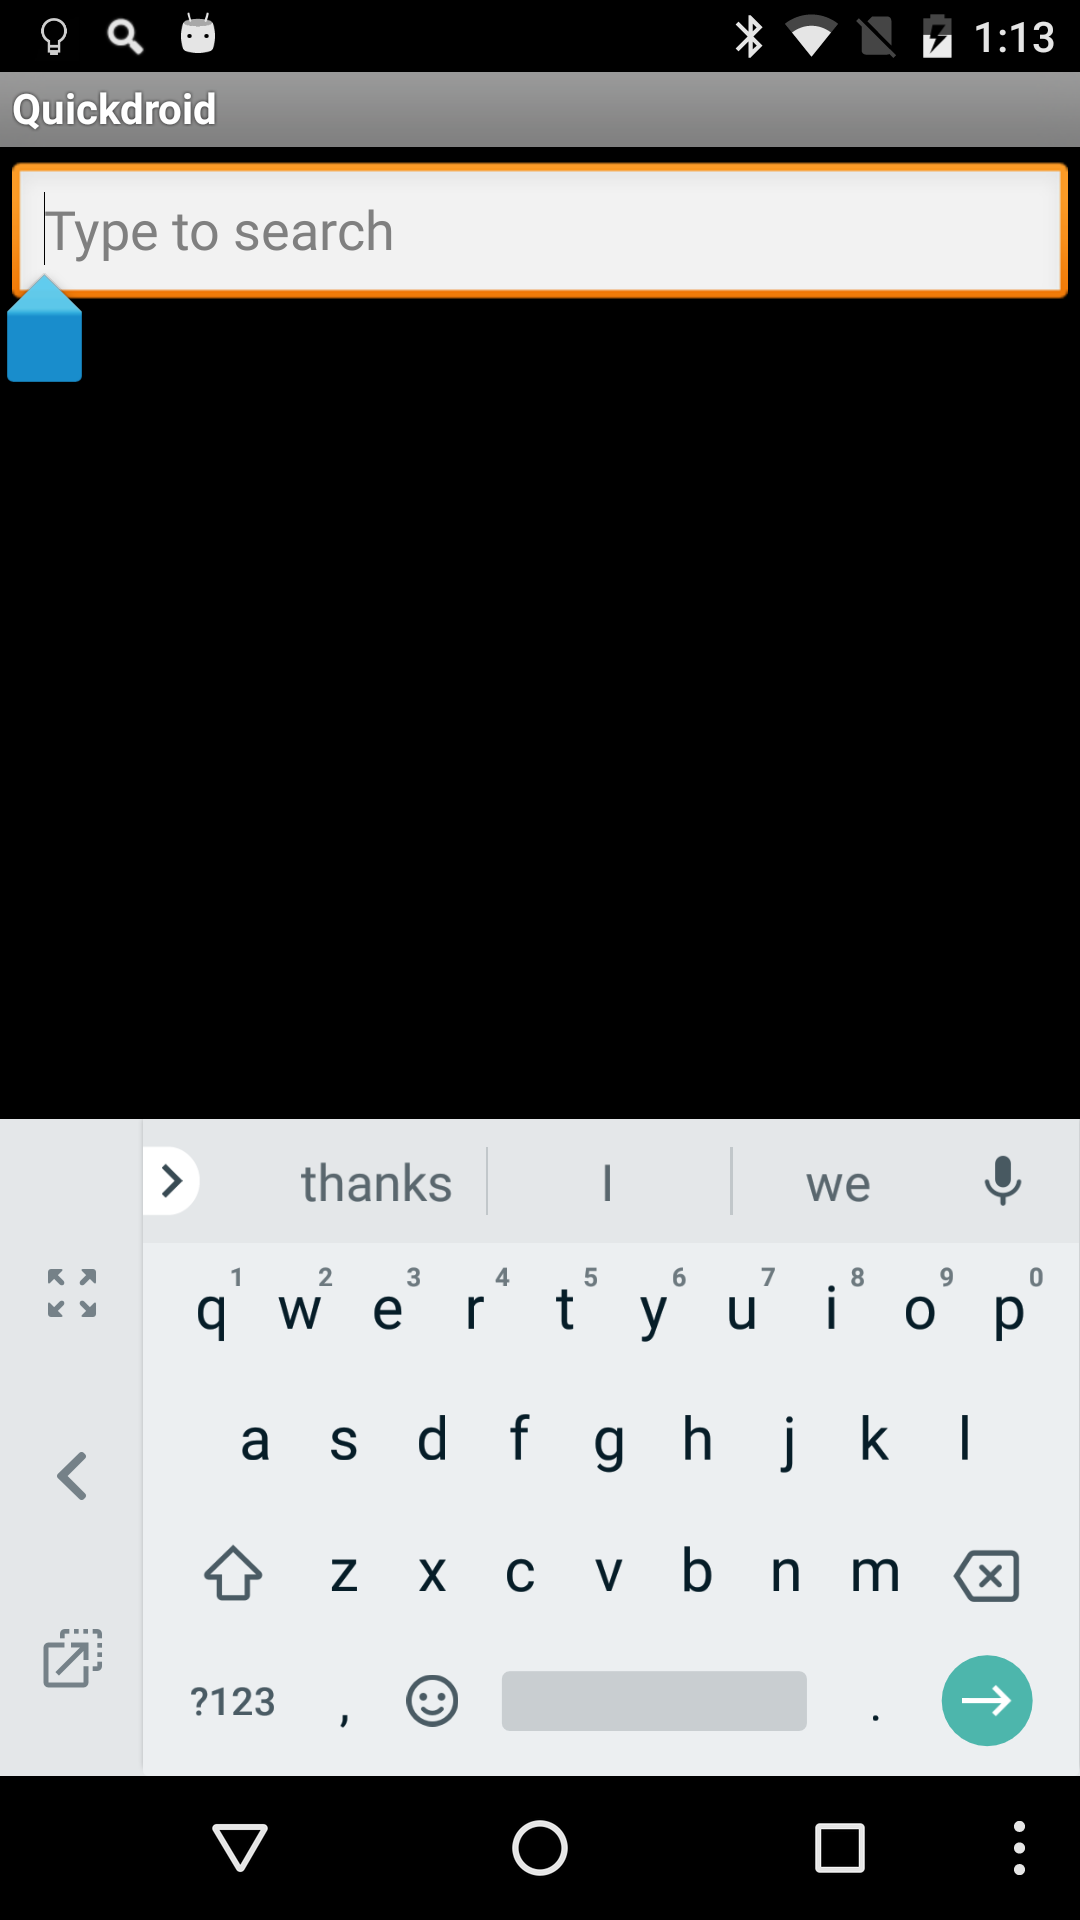 1:13
Quickdroid
Type to search
thanks I we
1 2 3 4 5 6 7 8 9 0
q w e r t y u i o p
a s d f g h j k l
z x c v b n m
?123 , .